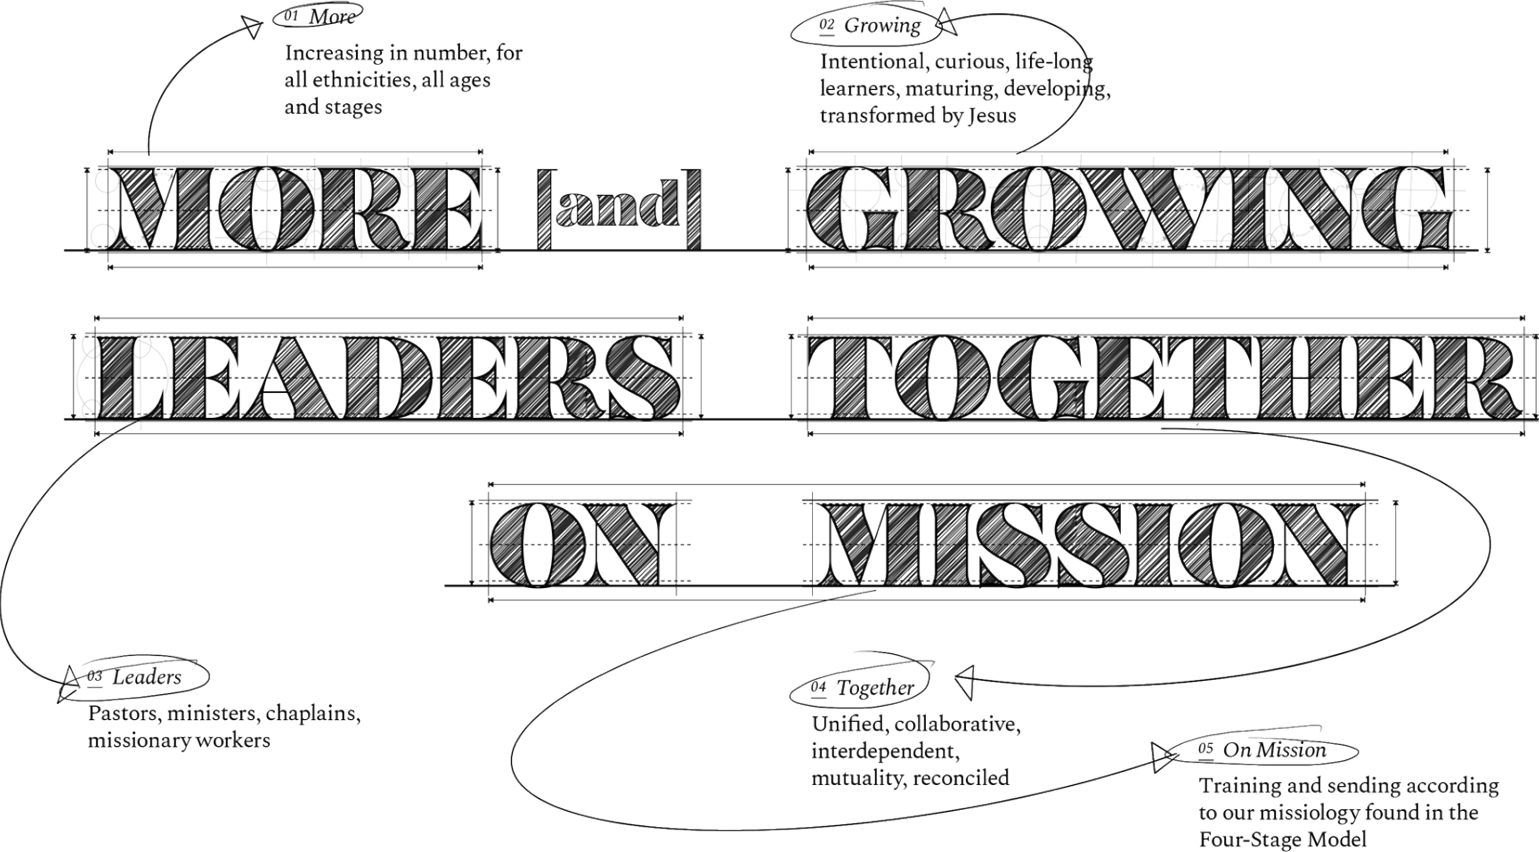 01 More
Increasing in number, for
all ethnicities, all ages
and stages
02 Growing
Intentional, curious, life-long
learners, maturing, developing,
transformed by Jesus
MORE [and] GROWING
LEADERS TOGETHER
ON MISSION
03 Leaders
Pastors, ministers, chaplains,
missionary workers
04 Together
Unified, collaborative,
interdependent,
mutuality, reconciled
05 On Mission
Training and sending according
to our missiology found in the
Four-Stage Model